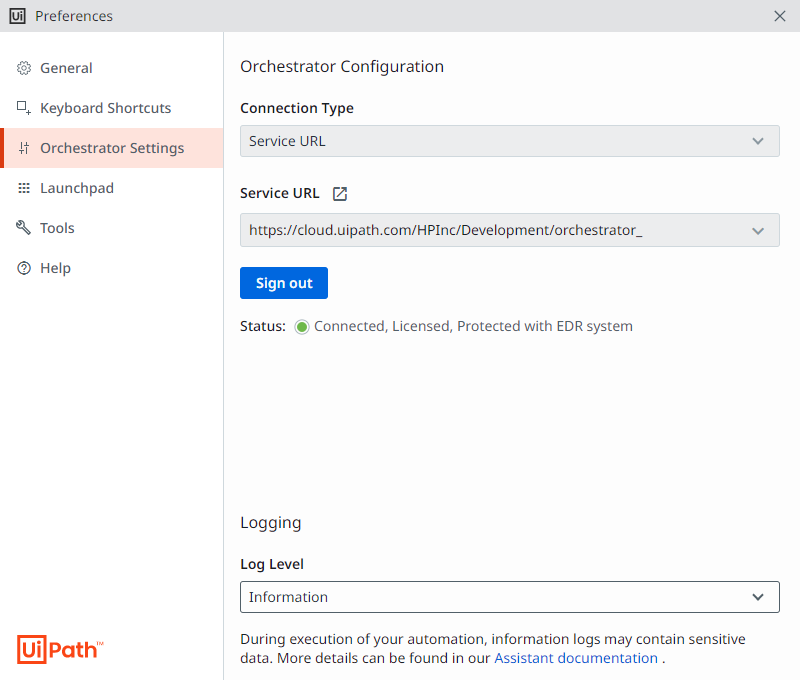 Ui Preferences
General
Keyboard Shortcuts
Orchestrator Settings
Launchpad
Tools
Help
UiPath™
Orchestrator Configuration
Connection Type
Service URL
Service URL
https://cloud.uipath.com/HPInc/Development/orchestrator_
Sign out
Status: Connected, Licensed, Protected with EDR system
Logging
Log Level
Information
During execution of your automation, information logs may contain sensitive
data. More details can be found in our Assistant documentation .